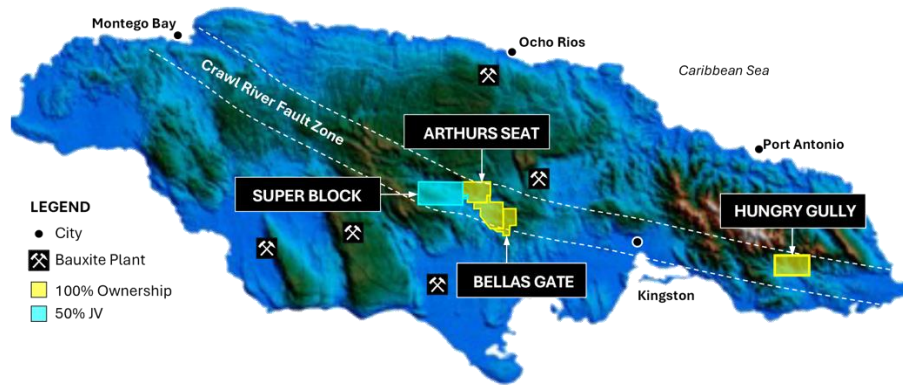 Montego Bay
Ocho Rios
Caribbean Sea
Crawl River Fault Zone
ARTHURS SEAT
Port Antonio
SUPER BLOCK
HUNGRY GULLY
LEGEND
City
Bauxite Plant
100% Ownership
50% JV
BELLAS GATE
Kingston